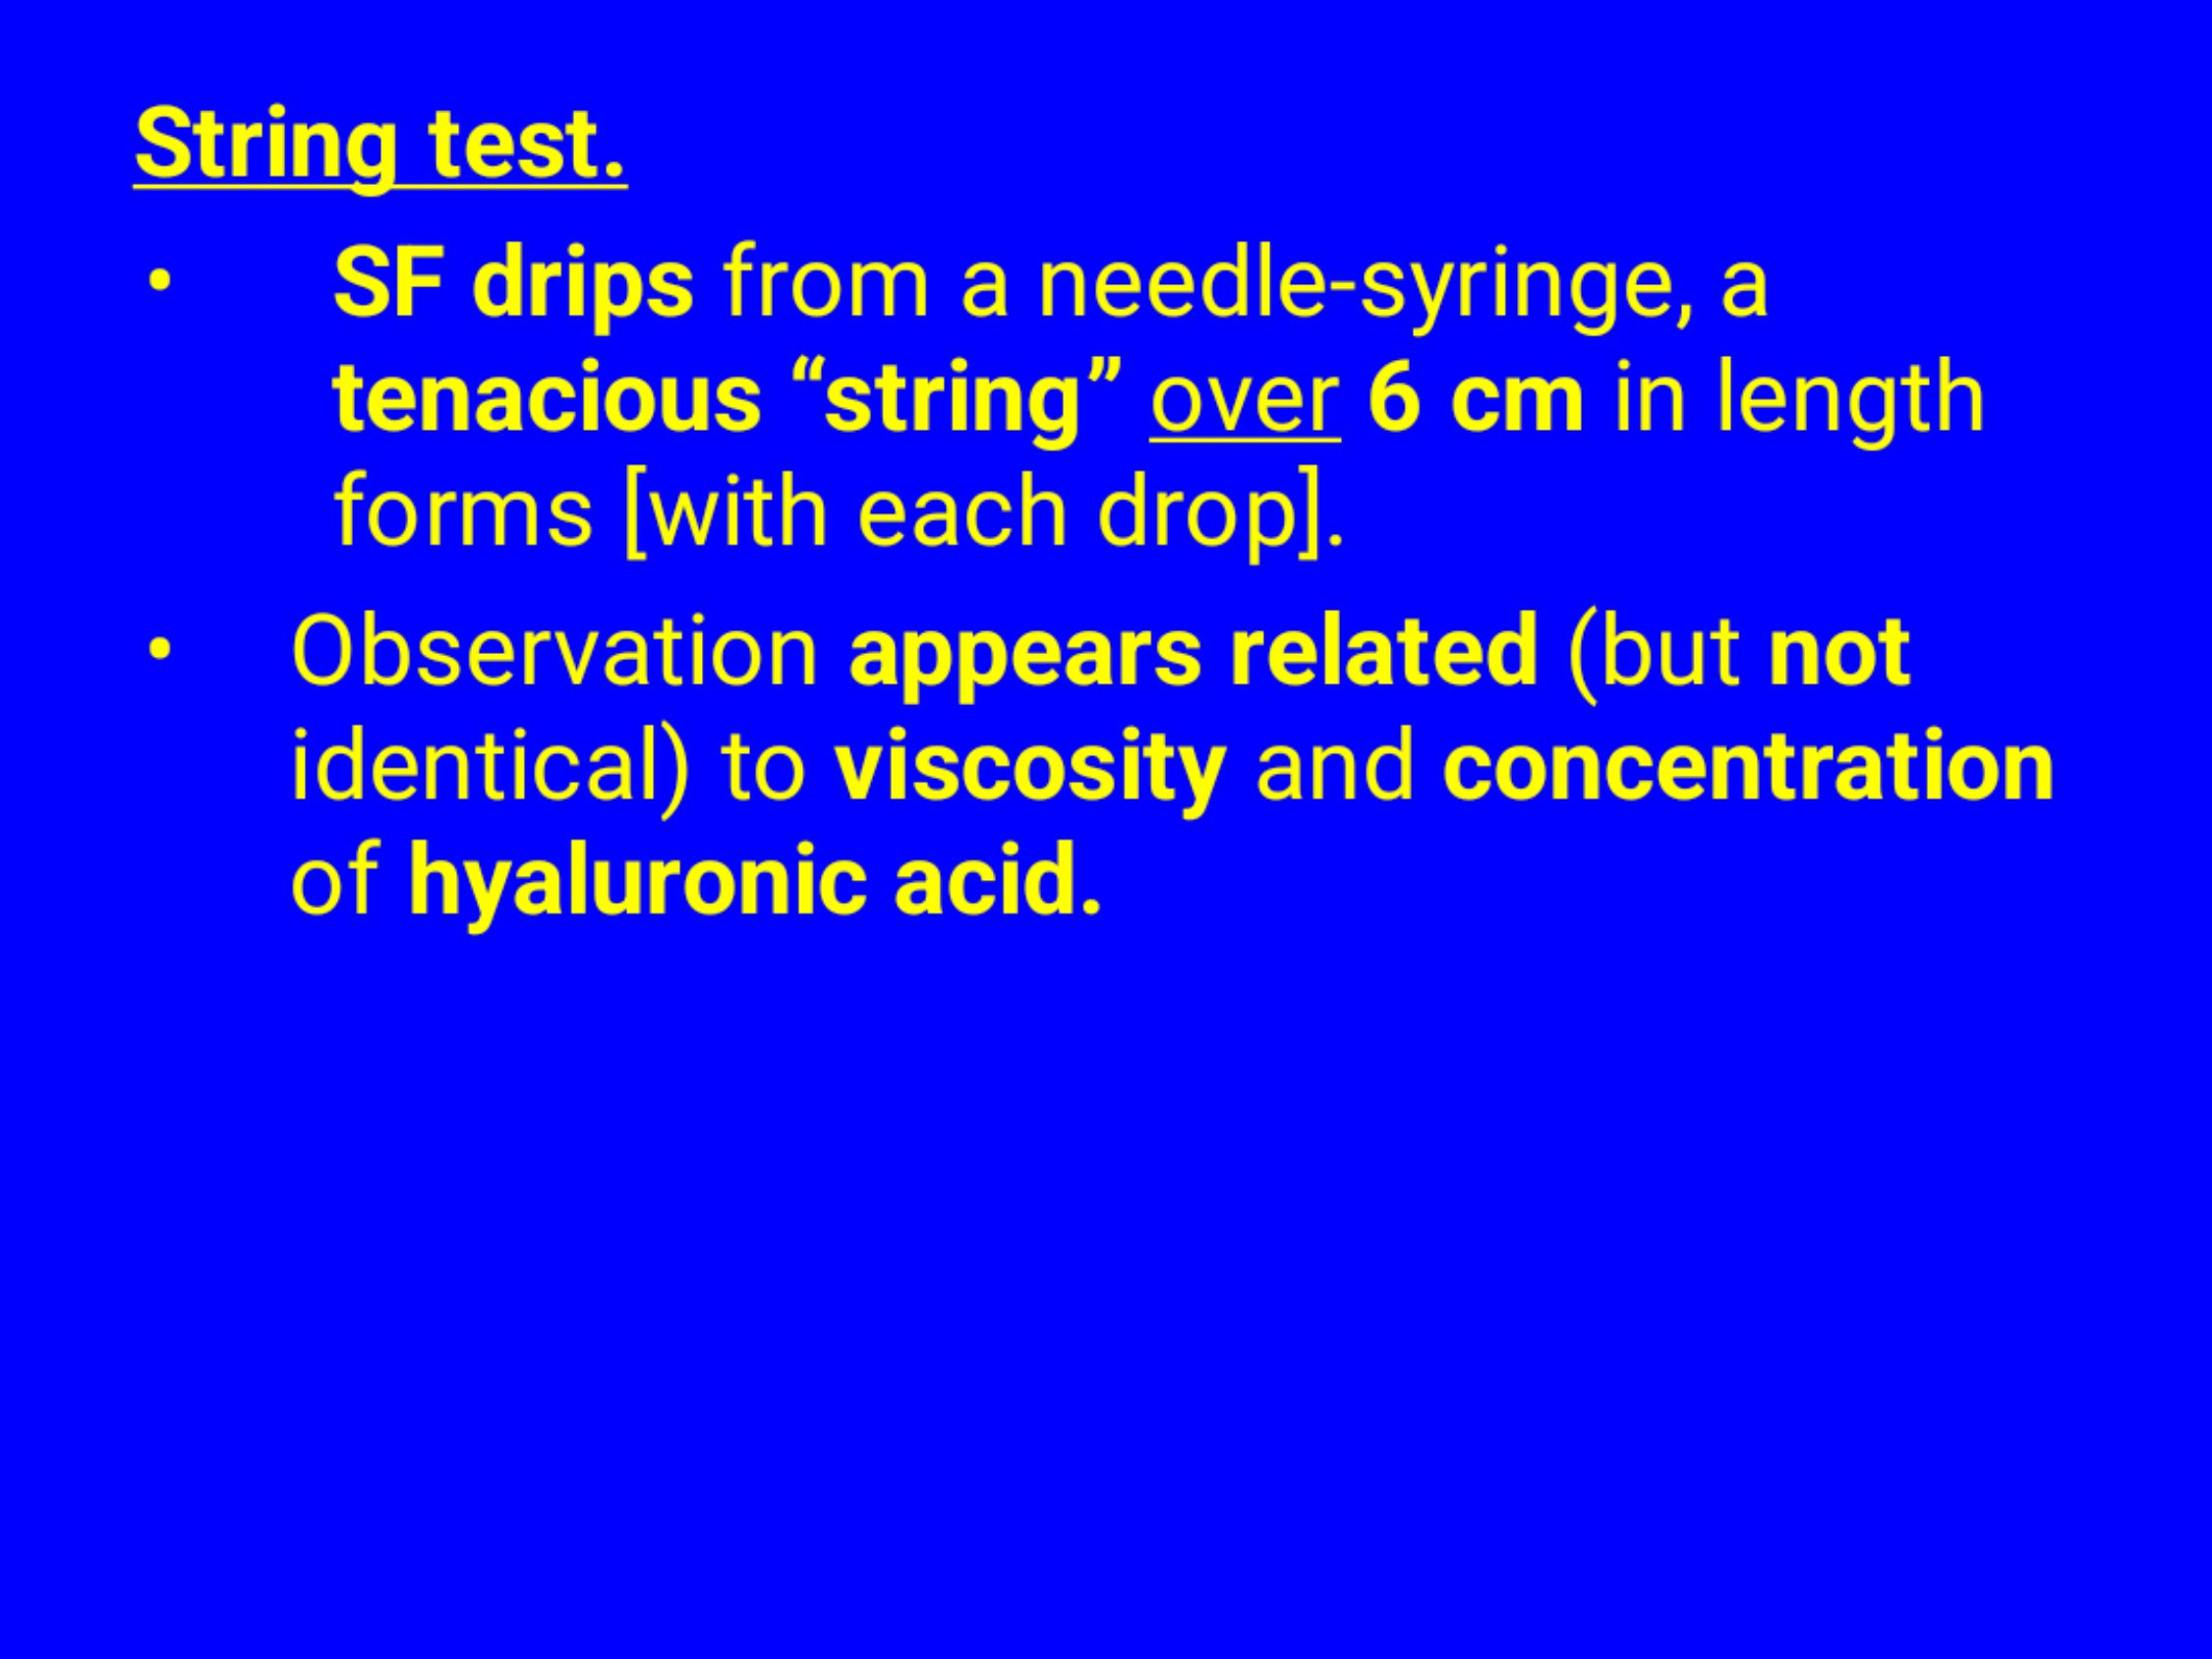 String test.
• SF drips from a needle-syringe, a
tenacious “string” over 6 cm in length
forms [with each drop].
• Observation appears related (but not
identical) to viscosity and concentration
of hyaluronic acid.